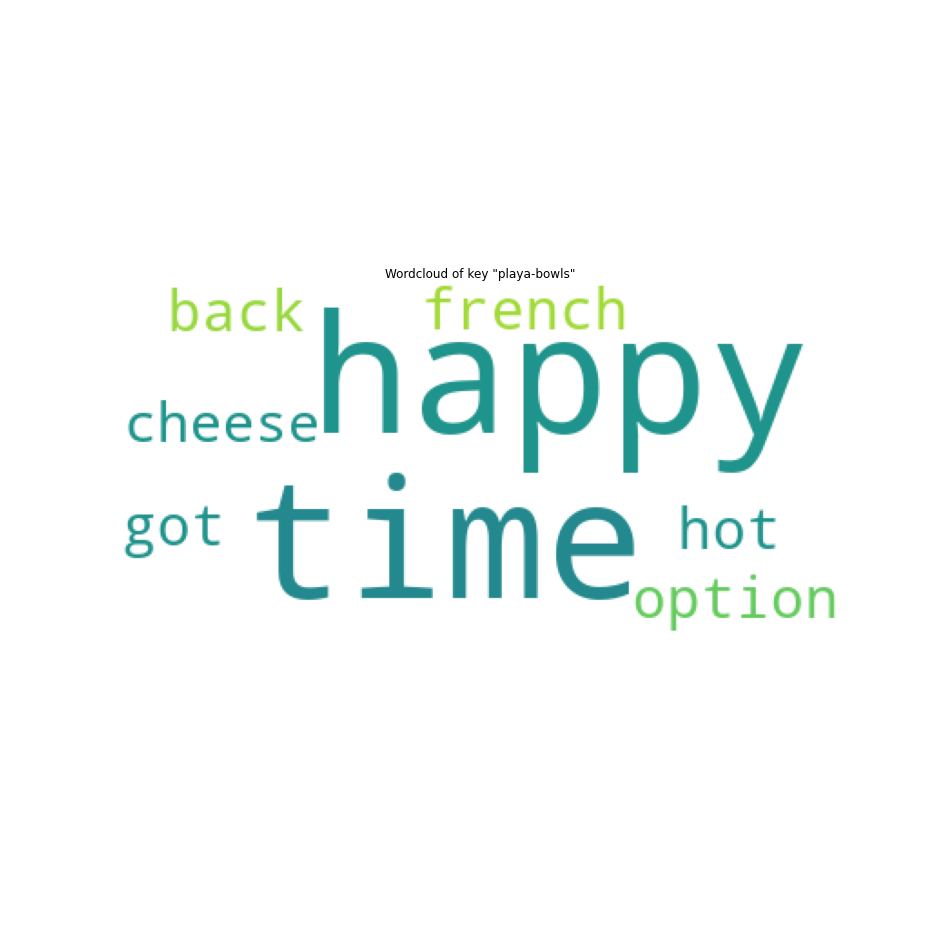 Wordcloud of key "playa-bowls"
back french
happy
cheese
time
got hot
option